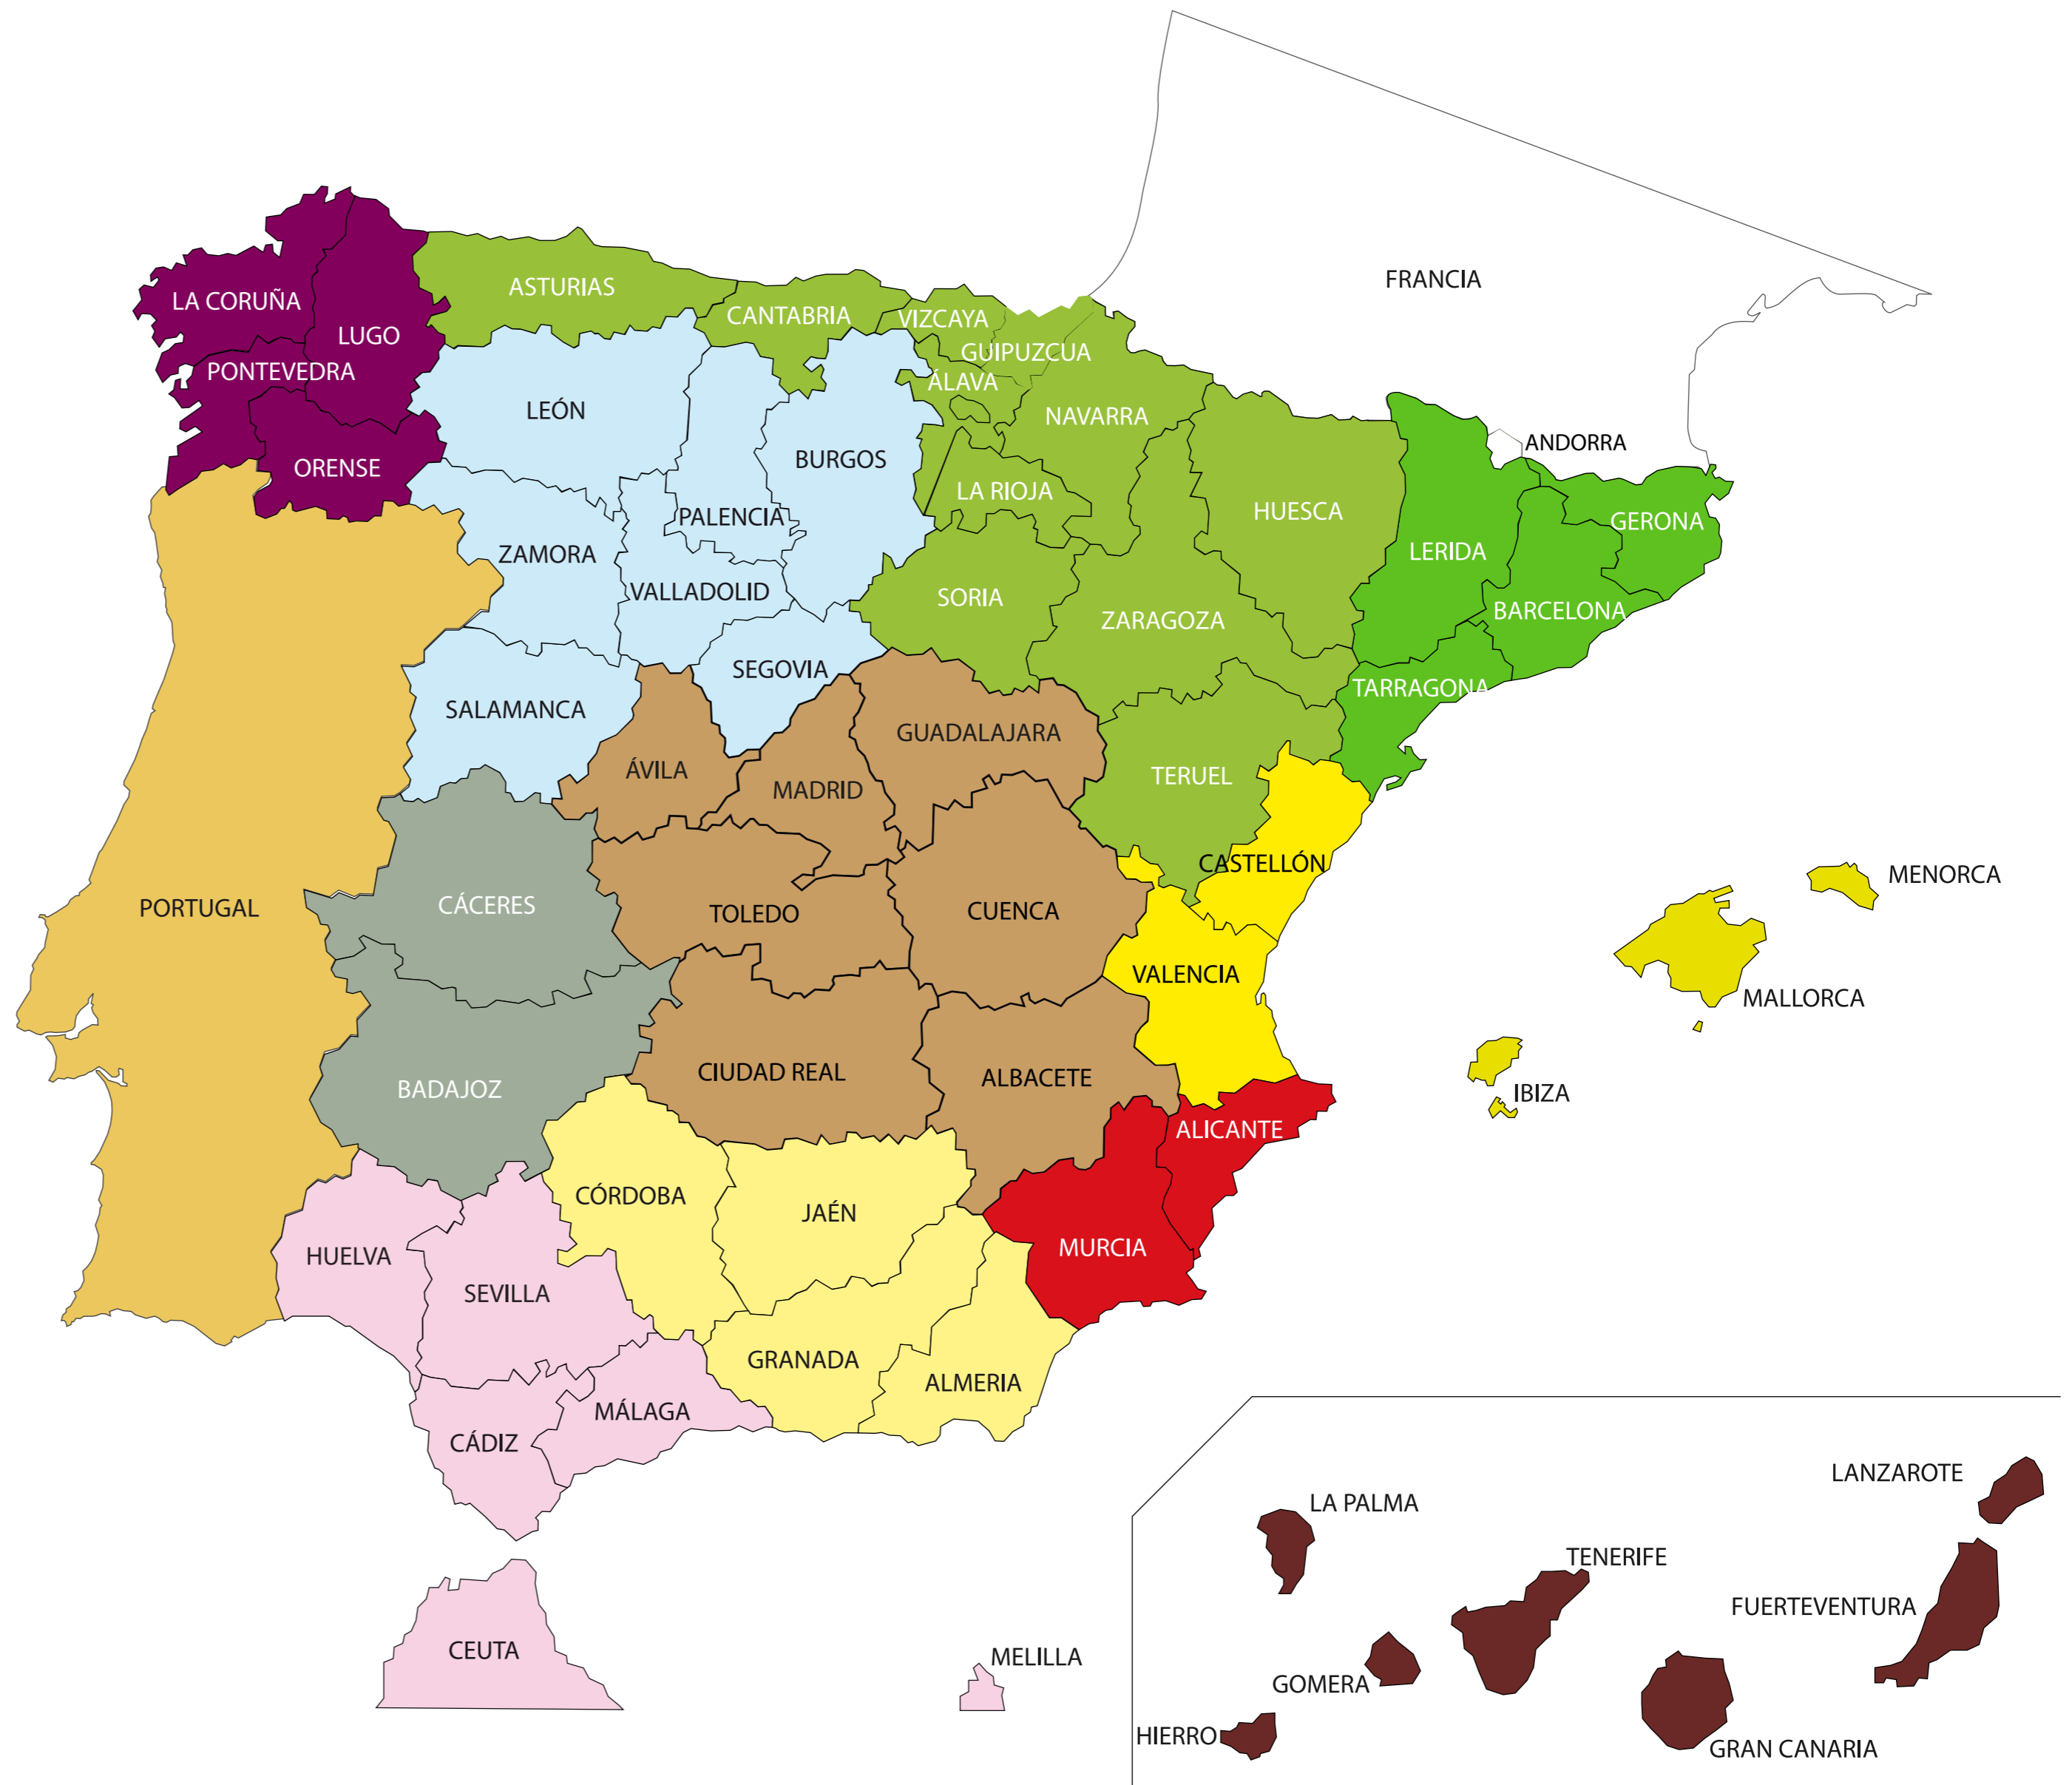 FRANCIA
ASTURIAS
LA CORUÑA
CANTABRIA
VIZCAYA
LUGO
GUIPUZCUA
PONTEVEDRA
ÁLAVA
LEÓN
NAVARRA
ANDORRA
BURGOS
ORENSE
LA RIOJA
HUESCA
PALENCIA
GERONA
ZAMORA
LERIDA
VALLADOLID
SORIA
BARCELONA
ZARAGOZA
SEGOVIA
TARRAGONA
SALAMANCA
GUADALAJARA
ÁVILA
TERUEL
MADRID
CASTELLÓN
MENORCA
CÁCERES
PORTUGAL
TOLEDO
CUENCA
VALENCIA
MALLORCA
CIUDAD REAL
ALBACETE
BADAJOZ
IBIZA
ALICANTE
CÓRDOBA
JAÉN
MURCIA
HUELVA
SEVILLA
GRANADA
ALMERIA
MÁLAGA
CÁDIZ
LANZAROTE
LA PALMA
TENERIFE
FUERTEVENTURA
CEUTA
MELILLA
GOMERA
HIERRO
GRAN CANARIA